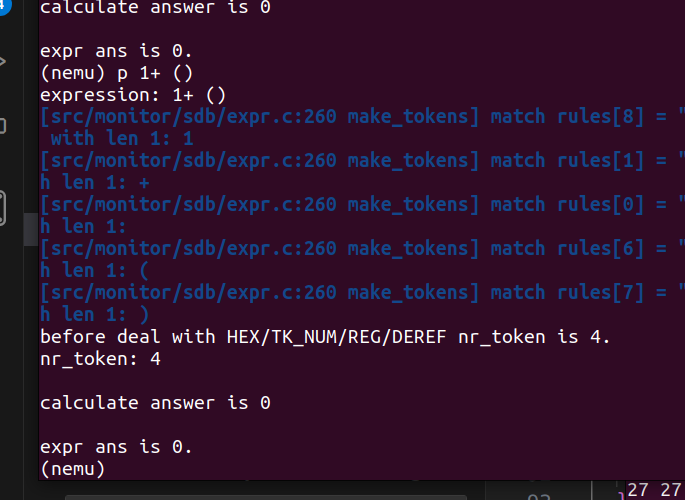 calculate answer is 0
expr ans is 0.
(nemu) p 1+ ()
expression: 1+ ()
[src/monitor/sdb/expr.c:260 make_tokens] match rules[8] = "
with len 1: 1
[src/monitor/sdb/expr.c:260 make_tokens] match rules[1] = "
h len 1: +
[src/monitor/sdb/expr.c:260 make_tokens] match rules[0] = "
h len 1:
[src/monitor/sdb/expr.c:260 make_tokens] match rules[6] = "
h len 1: (
[src/monitor/sdb/expr.c:260 make_tokens] match rules[7] = "
h len 1: )
before deal with HEX/TK_NUM/REG/DEREF nr_token is 4.
nr_token: 4
calculate answer is 0
expr ans is 0.
(nemu)
27 27